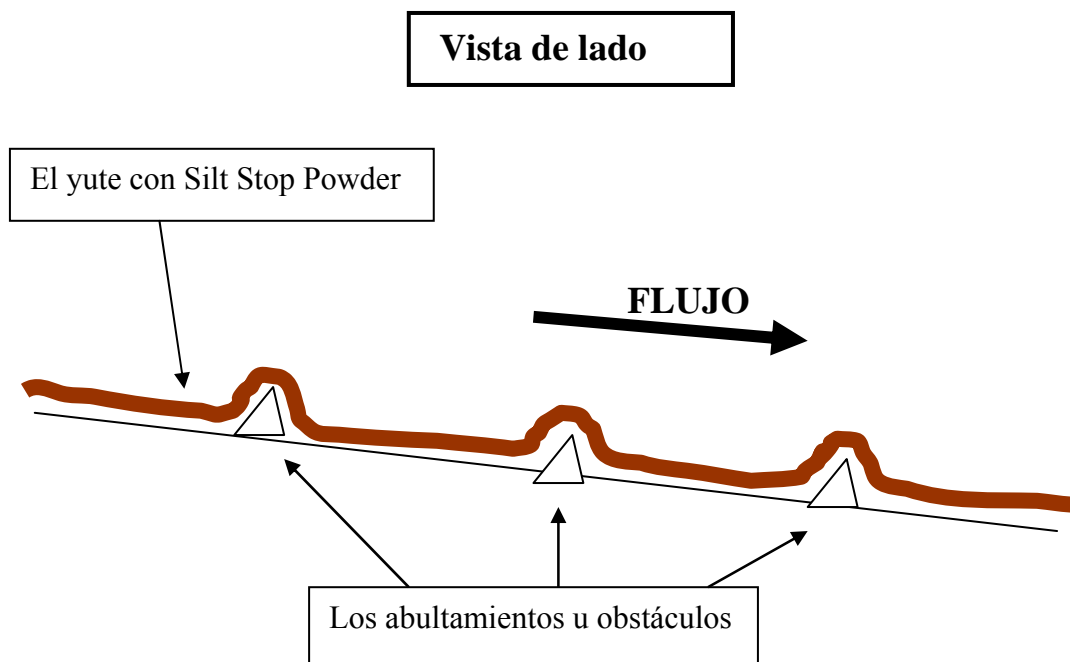 Vista de lado
El yute con Silt Stop Powder
FLUJO
Los abultamientos u obstáculos